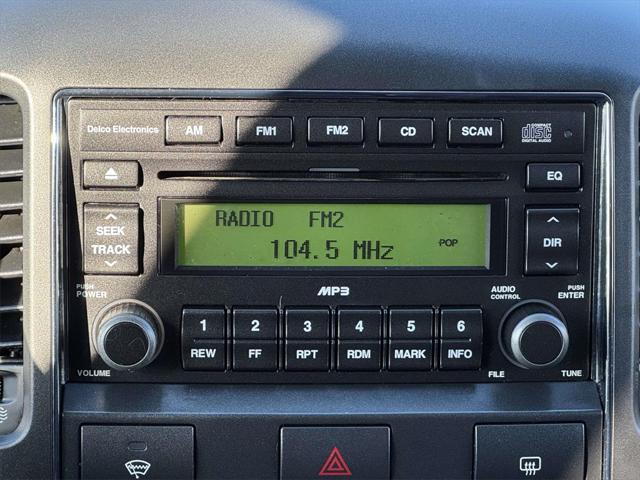 Delco Electronics AM FM1 FM2 CD SCAN COMPACT disc DIGITAL AUDIO
EQ
SEEK
TRACK
RADIO FM2
104.5 MHz POP
DIR
MP3
PUSH
POWER
AUDIO
CONTROL
PUSH
ENTER
1 2 3 4 5 6
REW FF RPT RDM MARK INFO
VOLUME
FILE TUNE